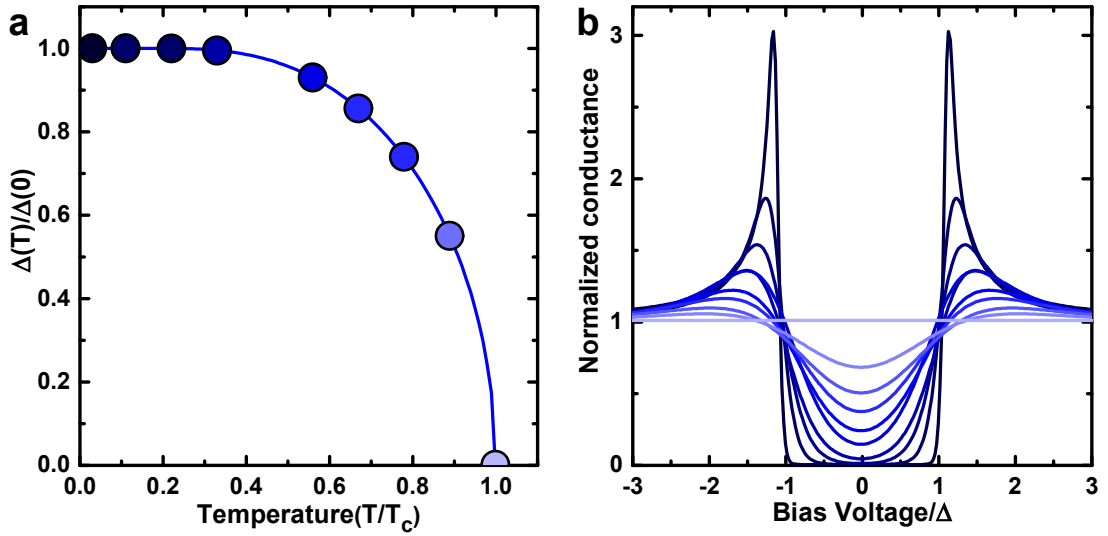 a
Δ(T)/Δ(0)
1.0
0.8
0.6
0.4
0.2
0.0
0.0 0.2 0.4 0.6 0.8 1.0
Temperature(T/Tc)
b
Normalized conductance
3
2
1
0
-3 -2 -1 0 1 2 3
Bias Voltage/Δ